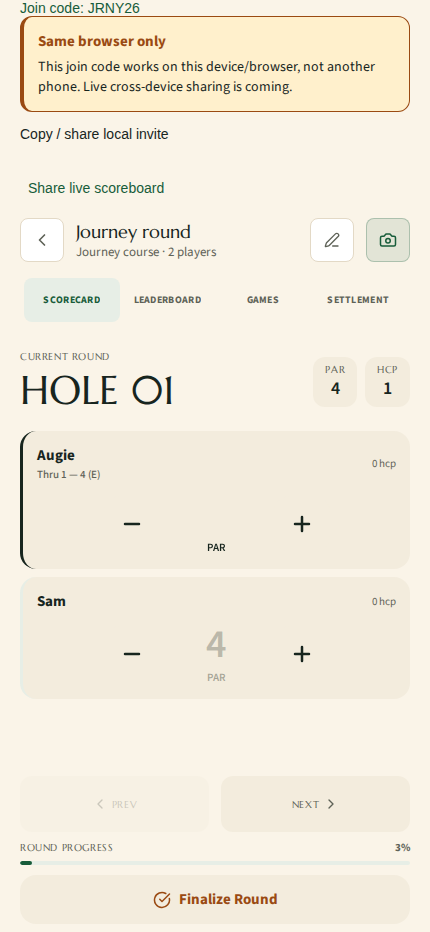 Join code: JRNY26
Same browser only
This join code works on this device/browser, not another
phone. Live cross-device sharing is coming.
Copy / share local invite
Share live scoreboard
Journey round
Journey course · 2 players
SCORECARD
LEADERBOARD
GAMES
SETTLEMENT
CURRENT ROUND
HOLE 01
PAR
4
HCP
1
Augie
Thru 1 — 4 (E)
0 hcp
−
+
PAR
Sam
0 hcp
−
4
+
PAR
PREV
NEXT
ROUND PROGRESS
3%
Finalize Round